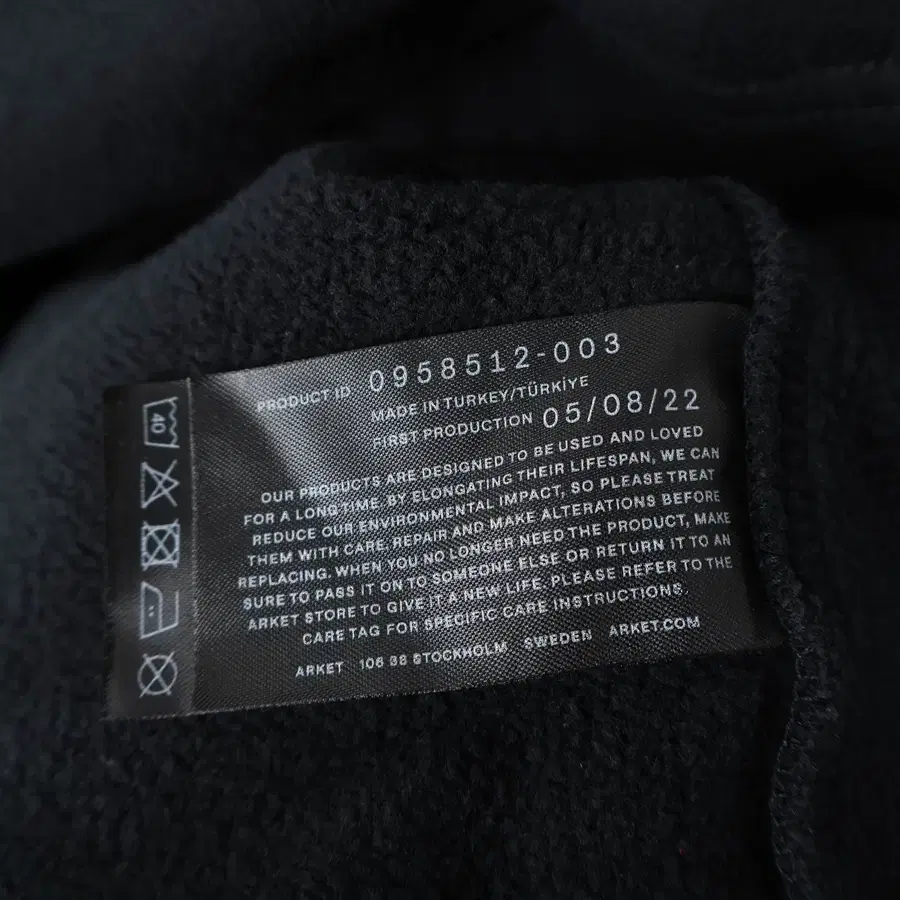 PRODUCT ID 0958512-003
MADE IN TURKEY/TÜRKİYE
FIRST PRODUCTION 05/08/22
OUR PRODUCTS ARE DESIGNED TO BE USED AND LOVED
FOR A LONG TIME. BY ELONGATING THEIR LIFESPAN, WE CAN
REDUCE OUR ENVIRONMENTAL IMPACT, SO PLEASE TREAT
THEM WITH CARE, REPAIR AND MAKE ALTERATIONS BEFORE
REPLACING. WHEN YOU NO LONGER NEED THE PRODUCT, MAKE
SURE TO PASS IT ON TO SOMEONE ELSE OR RETURN IT TO AN
ARKET STORE TO GIVE IT A NEW LIFE. PLEASE REFER TO THE
CARE TAG FOR SPECIFIC CARE INSTRUCTIONS.
ARKET 106 38 STOCKHOLM SWEDEN ARKET.COM
40